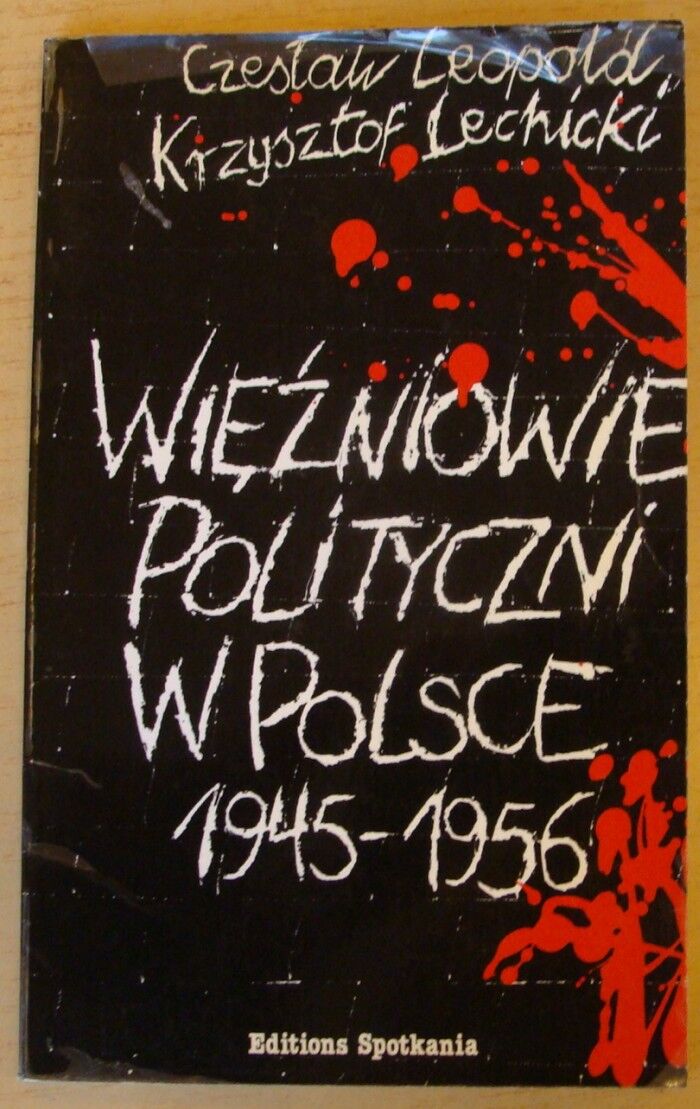 Czesław Leopold
Krzysztof Lechicki
WIĘŹNIOWIE
POLITYCZNI
W POLSCE
1945-1956
Editions Spotkania